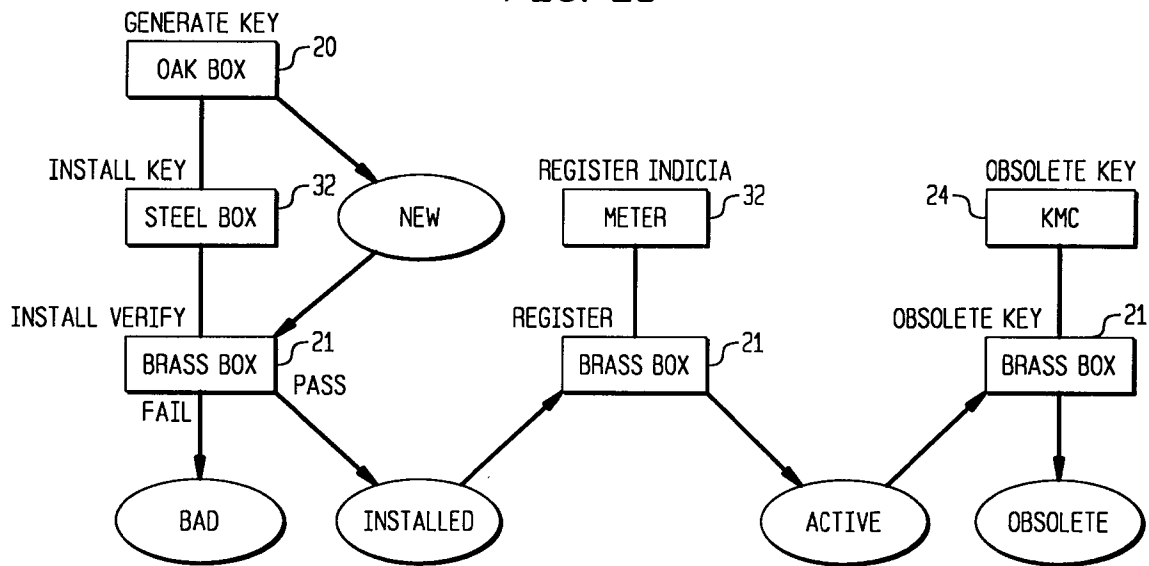 GENERATE KEY
OAK BOX
20
INSTALL KEY
STEEL BOX
32
NEW
INSTALL VERIFY
BRASS BOX
21
FAIL
PASS
BAD
INSTALLED
REGISTER INDICIA
METER
32
REGISTER
BRASS BOX
21
ACTIVE
OBSOLETE KEY
24
KMC
OBSOLETE KEY
21
BRASS BOX
OBSOLETE